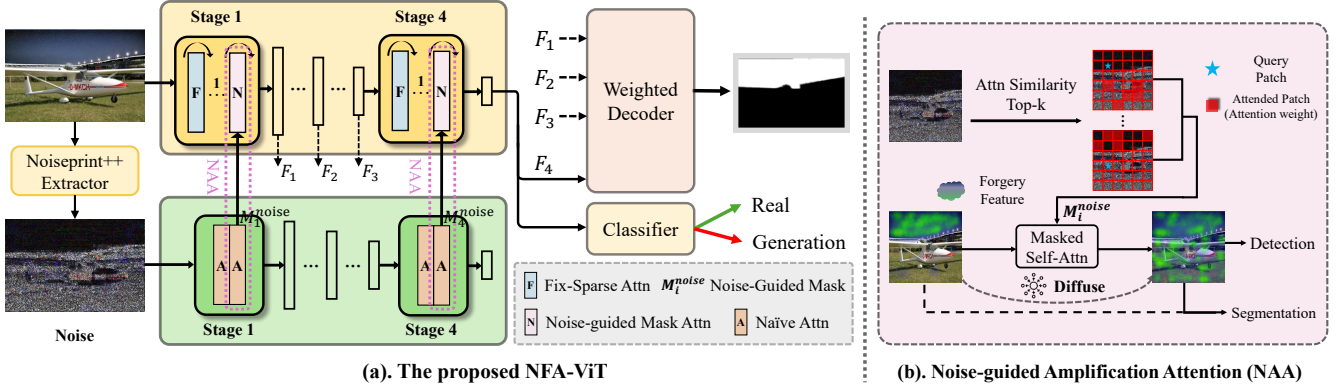 Stage 1
Stage 4
F
1
N
F
1
N
...
...
F₁
F₂
F₃
Noiseprint++
Extractor
NAA
NAA
M₁ⁿᵒⁱˢᵉ
M₄ⁿᵒⁱˢᵉ
A A
...
...
A A
Stage 1
Stage 4
Noise
F₁
F₂
F₃
F₄
Weighted
Decoder
Classifier
Real
Generation
F Fix-Sparse Attn Mᵢⁿᵒⁱˢᵉ Noise-Guided Mask
N Noise-guided Mask Attn A Naïve Attn
(a). The proposed NFA-ViT
Attn Similarity
Top-k
Query
Patch
Attended Patch
(Attention weight)
Forgery
Feature
Mᵢⁿᵒⁱˢᵉ
Masked
Self-Attn
Diffuse
Detection
Segmentation
(b). Noise-guided Amplification Attention (NAA)